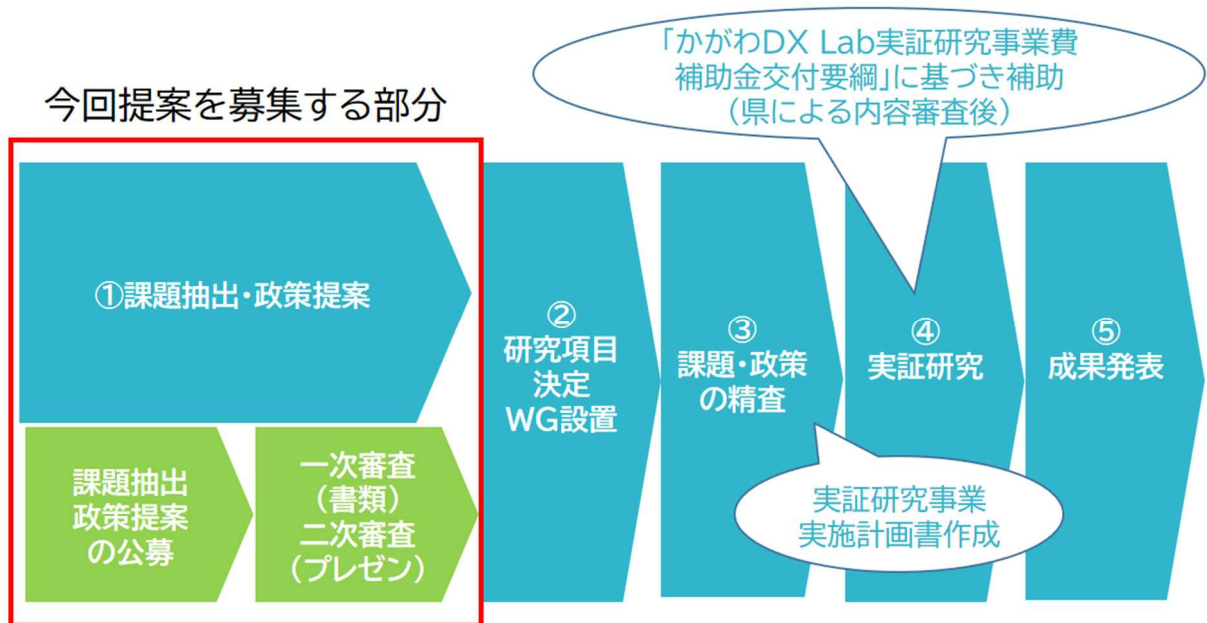 今回提案を募集する部分
「かがわDX Lab実証研究事業費
補助金交付要綱」に基づき補助
（県による内容審査後）
①課題抽出・政策提案
課題抽出
政策提案
の公募
一次審査
（書類）
二次審査
（プレゼン）
②
研究項目
決定
WG設置
③
課題・政策
の精査
④
実証研究
⑤
成果発表
実証研究事業
実施計画書作成